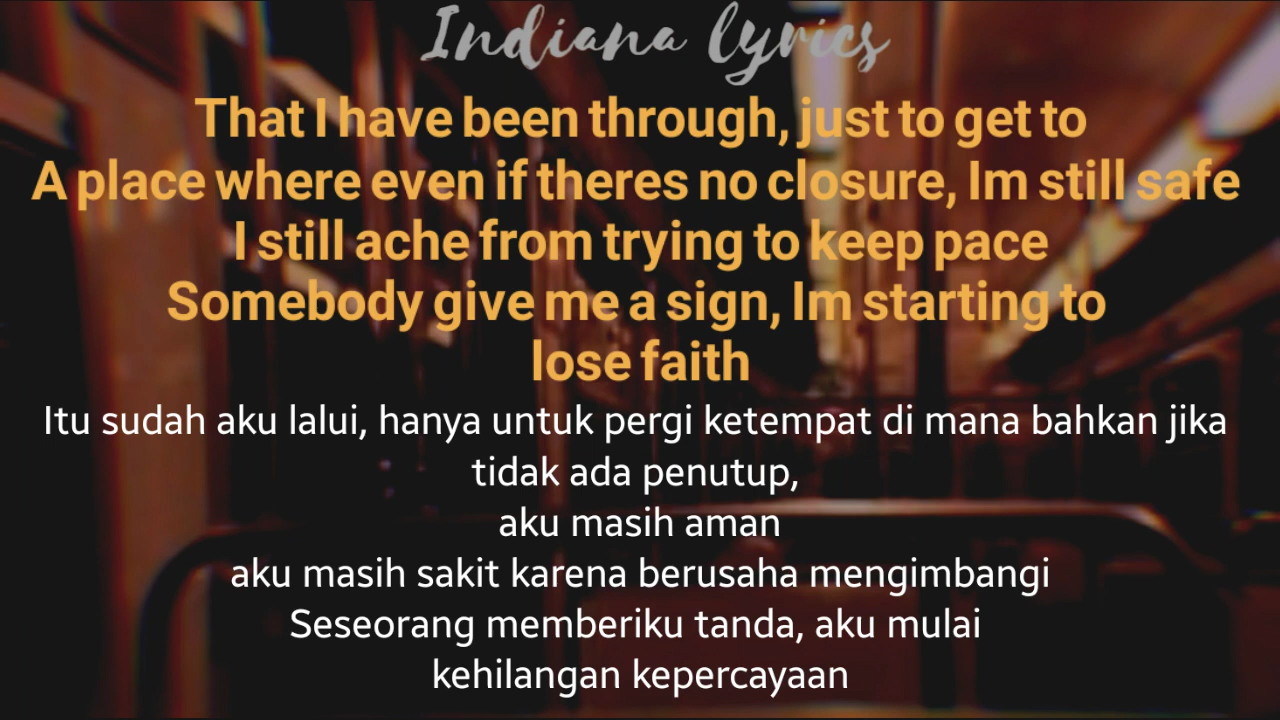 Indiana lyrics
That I have been through, just to get to
A place where even if theres no closure, Im still safe
I still ache from trying to keep pace
Somebody give me a sign, Im starting to
lose faith
Itu sudah aku lalui, hanya untuk pergi ketempat di mana bahkan jika
tidak ada penutup,
aku masih aman
aku masih sakit karena berusaha mengimbangi
Seseorang memberiku tanda, aku mulai
kehilangan kepercayaan